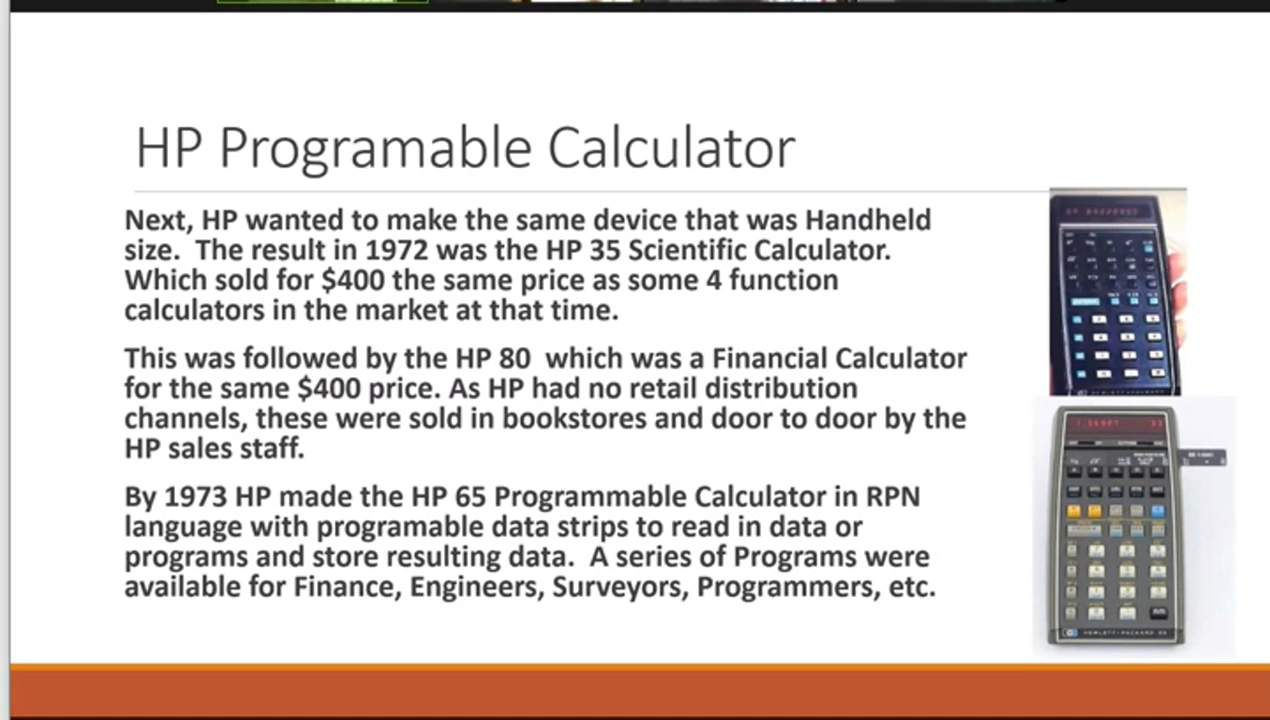 HP Programable Calculator
Next, HP wanted to make the same device that was Handheld
size.  The result in 1972 was the HP 35 Scientific Calculator.
Which sold for $400 the same price as some 4 function
calculators in the market at that time.
This was followed by the HP 80  which was a Financial Calculator
for the same $400 price. As HP had no retail distribution
channels, these were sold in bookstores and door to door by the
HP sales staff.
By 1973 HP made the HP 65 Programmable Calculator in RPN
language with programable data strips to read in data or
programs and store resulting data.  A series of Programs were
available for Finance, Engineers, Surveyors, Programmers, etc.
HEWLETT-PACKARD